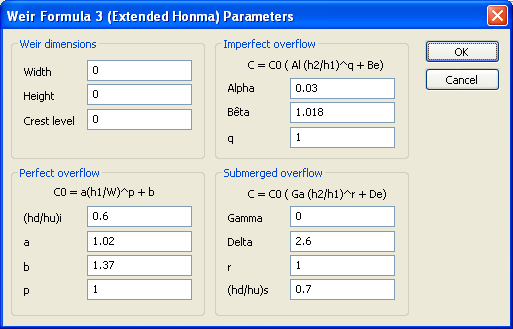 Weir Formula 3 (Extended Honma) Parameters
Weir dimensions
Width 0
Height 0
Crest level 0
Imperfect overflow
C = C0 ( Al (h2/h1)^q + Be)
Alpha 0.03
Bêta 1.018
q 1
OK
Cancel
Perfect overflow
C0 = a(h1/W)^p + b
(hd/hu)i 0.6
a 1.02
b 1.37
p 1
Submerged overflow
C = C0 ( Ga (h2/h1)^r + De)
Gamma 0
Delta 2.6
r 1
(hd/hu)s 0.7